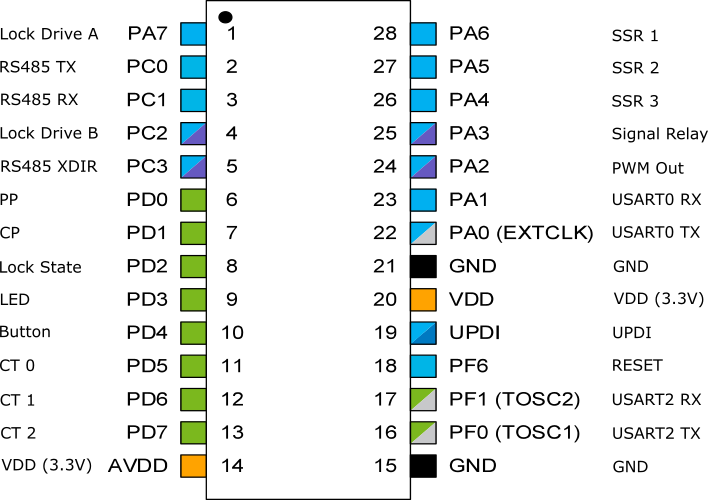 Lock Drive A PA7 1 28 PA6 SSR 1
RS485 TX PC0 2 27 PA5 SSR 2
RS485 RX PC1 3 26 PA4 SSR 3
Lock Drive B PC2 4 25 PA3 Signal Relay
RS485 XDIR PC3 5 24 PA2 PWM Out
PP PD0 6 23 PA1 USART0 RX
CP PD1 7 22 PA0 (EXTCLK) USART0 TX
Lock State PD2 8 21 GND GND
LED PD3 9 20 VDD VDD (3.3V)
Button PD4 10 19 UPDI UPDI
CT 0 PD5 11 18 PF6 RESET
CT 1 PD6 12 17 PF1 (TOSC2) USART2 RX
CT 2 PD7 13 16 PF0 (TOSC1) USART2 TX
VDD (3.3V) AVDD 14 15 GND GND